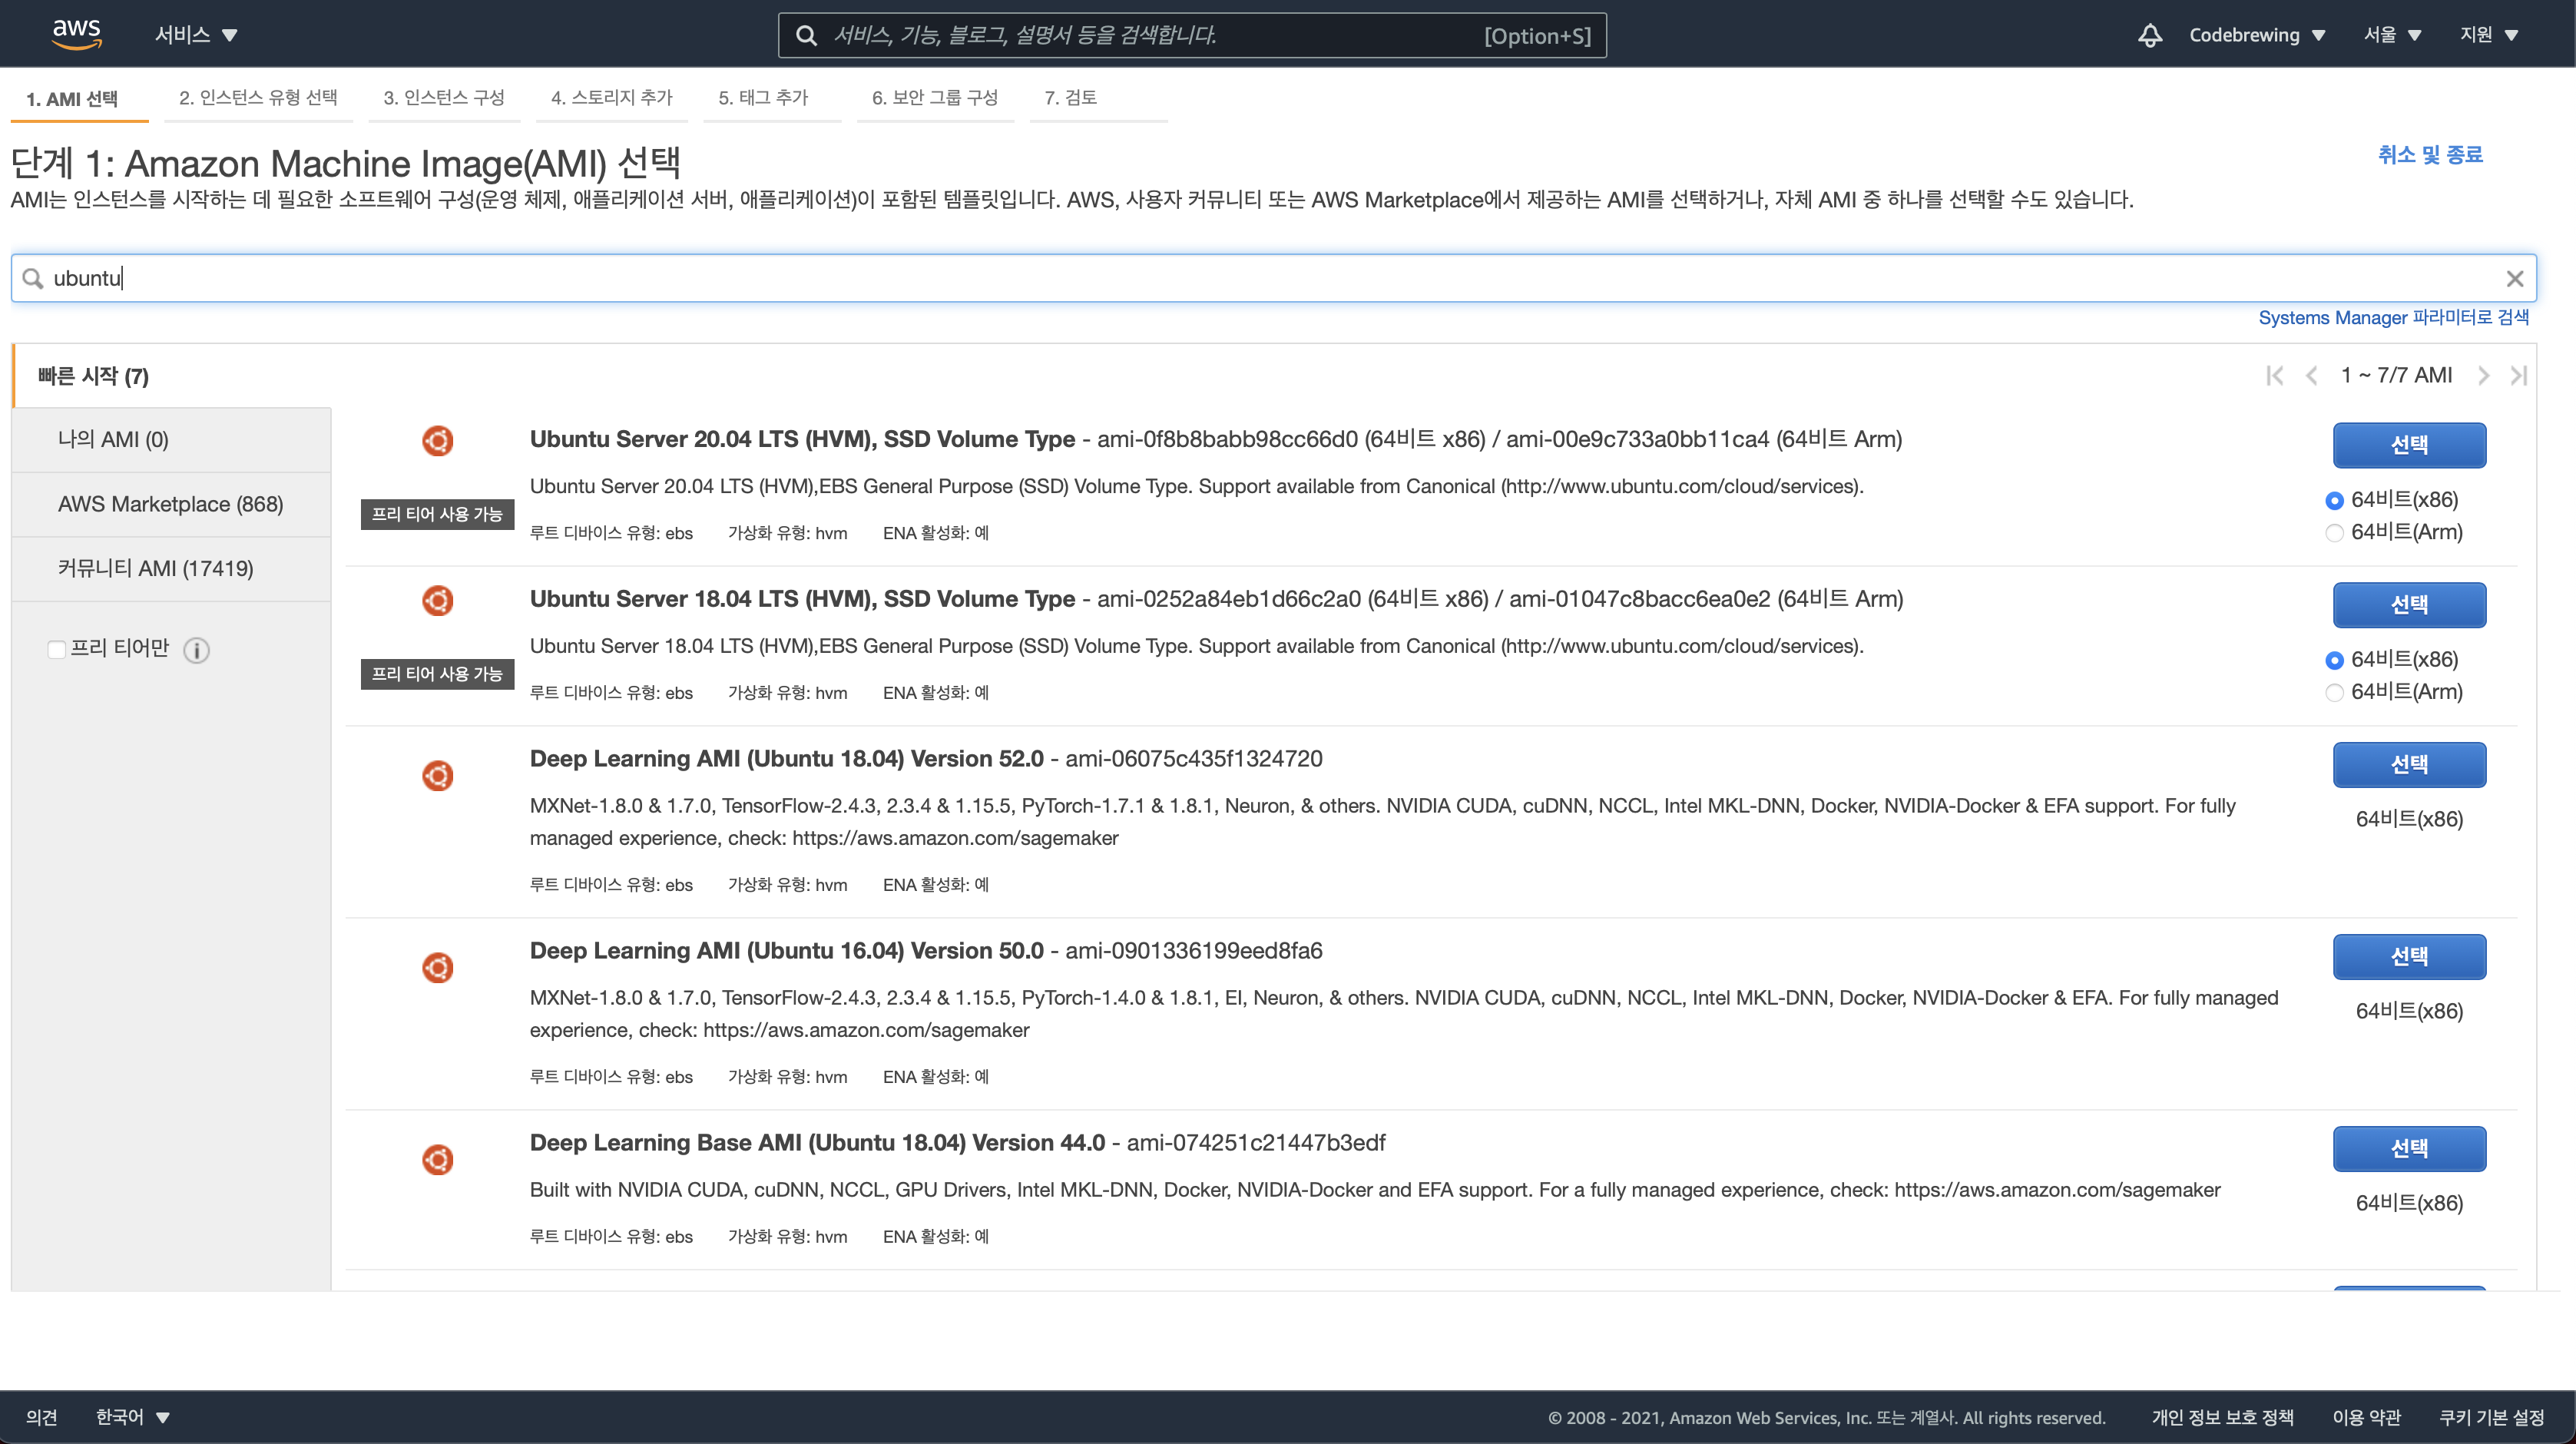 aws 서비스 서비스, 기능, 블로그, 설명서 등을 검색합니다. [Option+S] Codebrewing 서울 지원
1. AMI 선택 2. 인스턴스 유형 선택 3. 인스턴스 구성 4. 스토리지 추가 5. 태그 추가 6. 보안 그룹 구성 7. 검토
단계 1: Amazon Machine Image(AMI) 선택
취소 및 종료
AMI는 인스턴스를 시작하는 데 필요한 소프트웨어 구성(운영 체제, 애플리케이션 서버, 애플리케이션)이 포함된 템플릿입니다. AWS, 사용자 커뮤니티 또는 AWS Marketplace에서 제공하는 AMI를 선택하거나, 자체 AMI 중 하나를 선택할 수도 있습니다.
ubuntu
Systems Manager 파라미터로 검색
빠른 시작 (7)
1 ~ 7/7 AMI
나의 AMI (0)
AWS Marketplace (868)
커뮤니티 AMI (17419)
프리 티어만
Ubuntu Server 20.04 LTS (HVM), SSD Volume Type - ami-0f8b8babb98cc66d0 (64비트 x86) / ami-00e9c733a0bb11ca4 (64비트 Arm)
선택
Ubuntu Server 20.04 LTS (HVM),EBS General Purpose (SSD) Volume Type. Support available from Canonical (http://www.ubuntu.com/cloud/services).
64비트(x86)
프리 티어 사용 가능
루트 디바이스 유형: ebs 가상화 유형: hvm ENA 활성화: 예
64비트(Arm)
Ubuntu Server 18.04 LTS (HVM), SSD Volume Type - ami-0252a84eb1d66c2a0 (64비트 x86) / ami-01047c8bacc6ea0e2 (64비트 Arm)
선택
Ubuntu Server 18.04 LTS (HVM),EBS General Purpose (SSD) Volume Type. Support available from Canonical (http://www.ubuntu.com/cloud/services).
64비트(x86)
프리 티어 사용 가능
루트 디바이스 유형: ebs 가상화 유형: hvm ENA 활성화: 예
64비트(Arm)
Deep Learning AMI (Ubuntu 18.04) Version 52.0 - ami-06075c435f1324720
선택
MXNet-1.8.0 & 1.7.0, TensorFlow-2.4.3, 2.3.4 & 1.15.5, PyTorch-1.7.1 & 1.8.1, Neuron, & others. NVIDIA CUDA, cuDNN, NCCL, Intel MKL-DNN, Docker, NVIDIA-Docker & EFA support. For fully
managed experience, check: https://aws.amazon.com/sagemaker
64비트(x86)
루트 디바이스 유형: ebs 가상화 유형: hvm ENA 활성화: 예
Deep Learning AMI (Ubuntu 16.04) Version 50.0 - ami-0901336199eed8fa6
선택
MXNet-1.8.0 & 1.7.0, TensorFlow-2.4.3, 2.3.4 & 1.15.5, PyTorch-1.4.0 & 1.8.1, EI, Neuron, & others. NVIDIA CUDA, cuDNN, NCCL, Intel MKL-DNN, Docker, NVIDIA-Docker & EFA. For fully managed
experience, check: https://aws.amazon.com/sagemaker
64비트(x86)
루트 디바이스 유형: ebs 가상화 유형: hvm ENA 활성화: 예
Deep Learning Base AMI (Ubuntu 18.04) Version 44.0 - ami-074251c21447b3edf
선택
Built with NVIDIA CUDA, cuDNN, NCCL, GPU Drivers, Intel MKL-DNN, Docker, NVIDIA-Docker and EFA support. For a fully managed experience, check: https://aws.amazon.com/sagemaker
64비트(x86)
루트 디바이스 유형: ebs 가상화 유형: hvm ENA 활성화: 예
의견 한국어 © 2008 - 2021, Amazon Web Services, Inc. 또는 계열사. All rights reserved. 개인 정보 보호 정책 이용 약관 쿠키 기본 설정